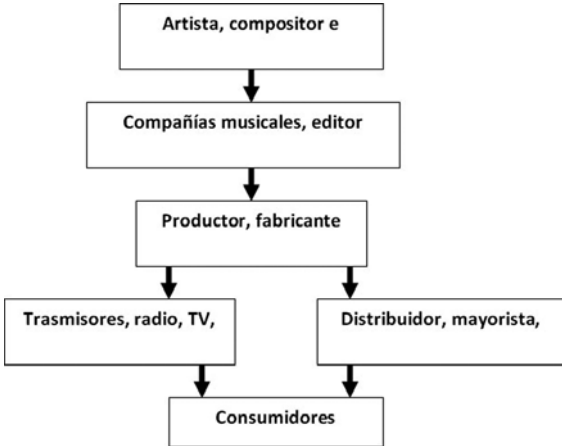 Artista, compositor e
Compañías musicales, editor
Productor, fabricante
Trasmisores, radio, TV,
Distribuidor, mayorista,
Consumidores